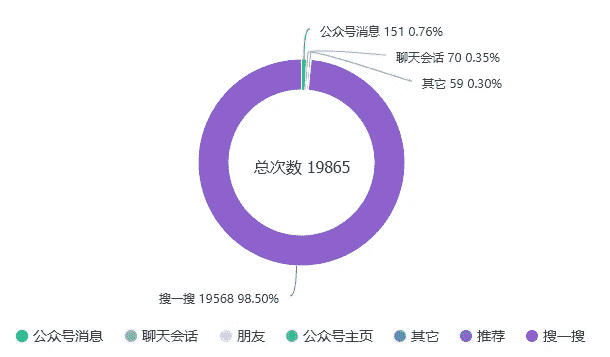 公众号消息 151 0.76%
聊天会话 70 0.35%
其它 59 0.30%
总次数 19865
搜一搜 19568 98.50%
公众号消息 聊天会话 朋友 公众号主页 其它 推荐 搜一搜